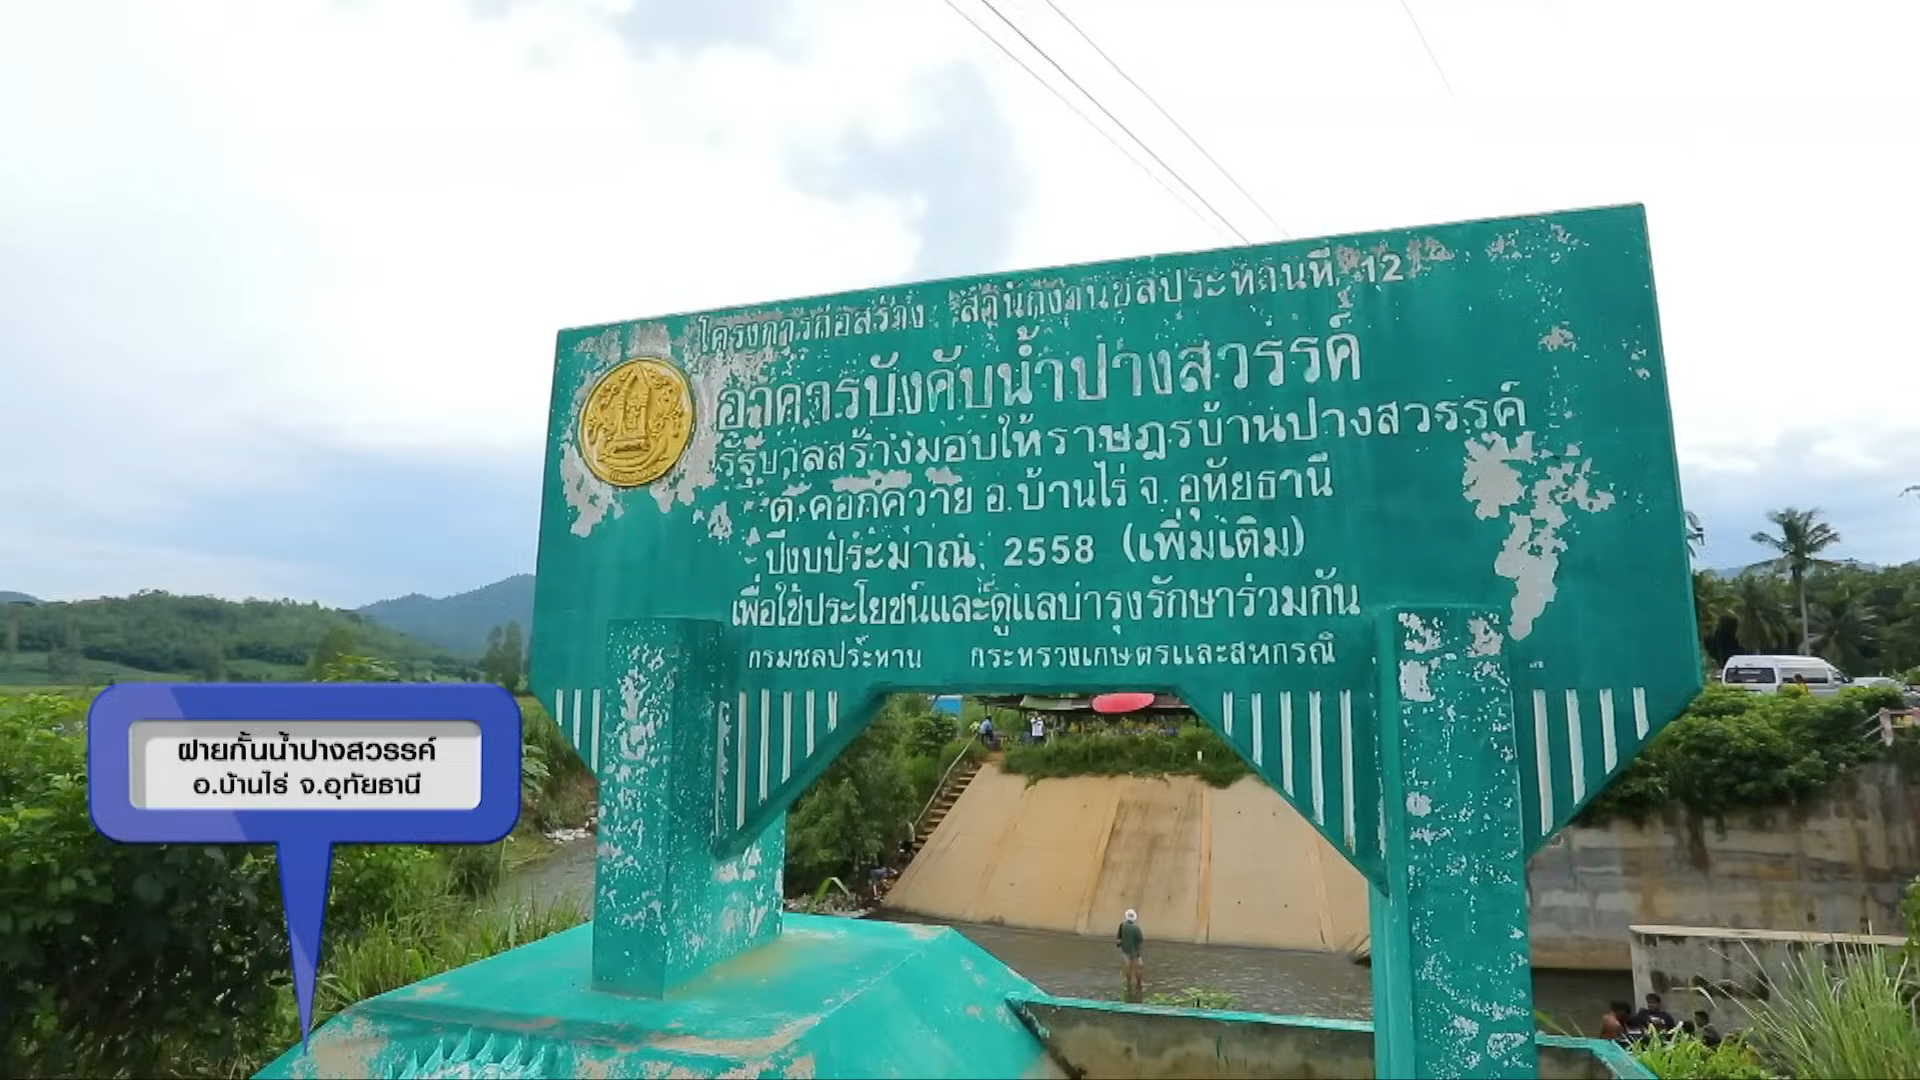 โครงการก่อสร้าง สำนักงานชลประทานที่ 12
อาคารบังคับน้ำปางสวรรค์
รัฐบาลสร้างมอบให้ราษฎรบ้านปางสวรรค์
ต.คอกควาย อ.บ้านไร่ จ.อุทัยธานี
ปีงบประมาณ 2558 (เพิ่มเติม)
เพื่อใช้ประโยชน์และดูแลบำรุงรักษาร่วมกัน
กรมชลประทาน กระทรวงเกษตรและสหกรณ์
ฝายกั้นน้ำปางสวรรค์
อ.บ้านไร่ จ.อุทัยธานี